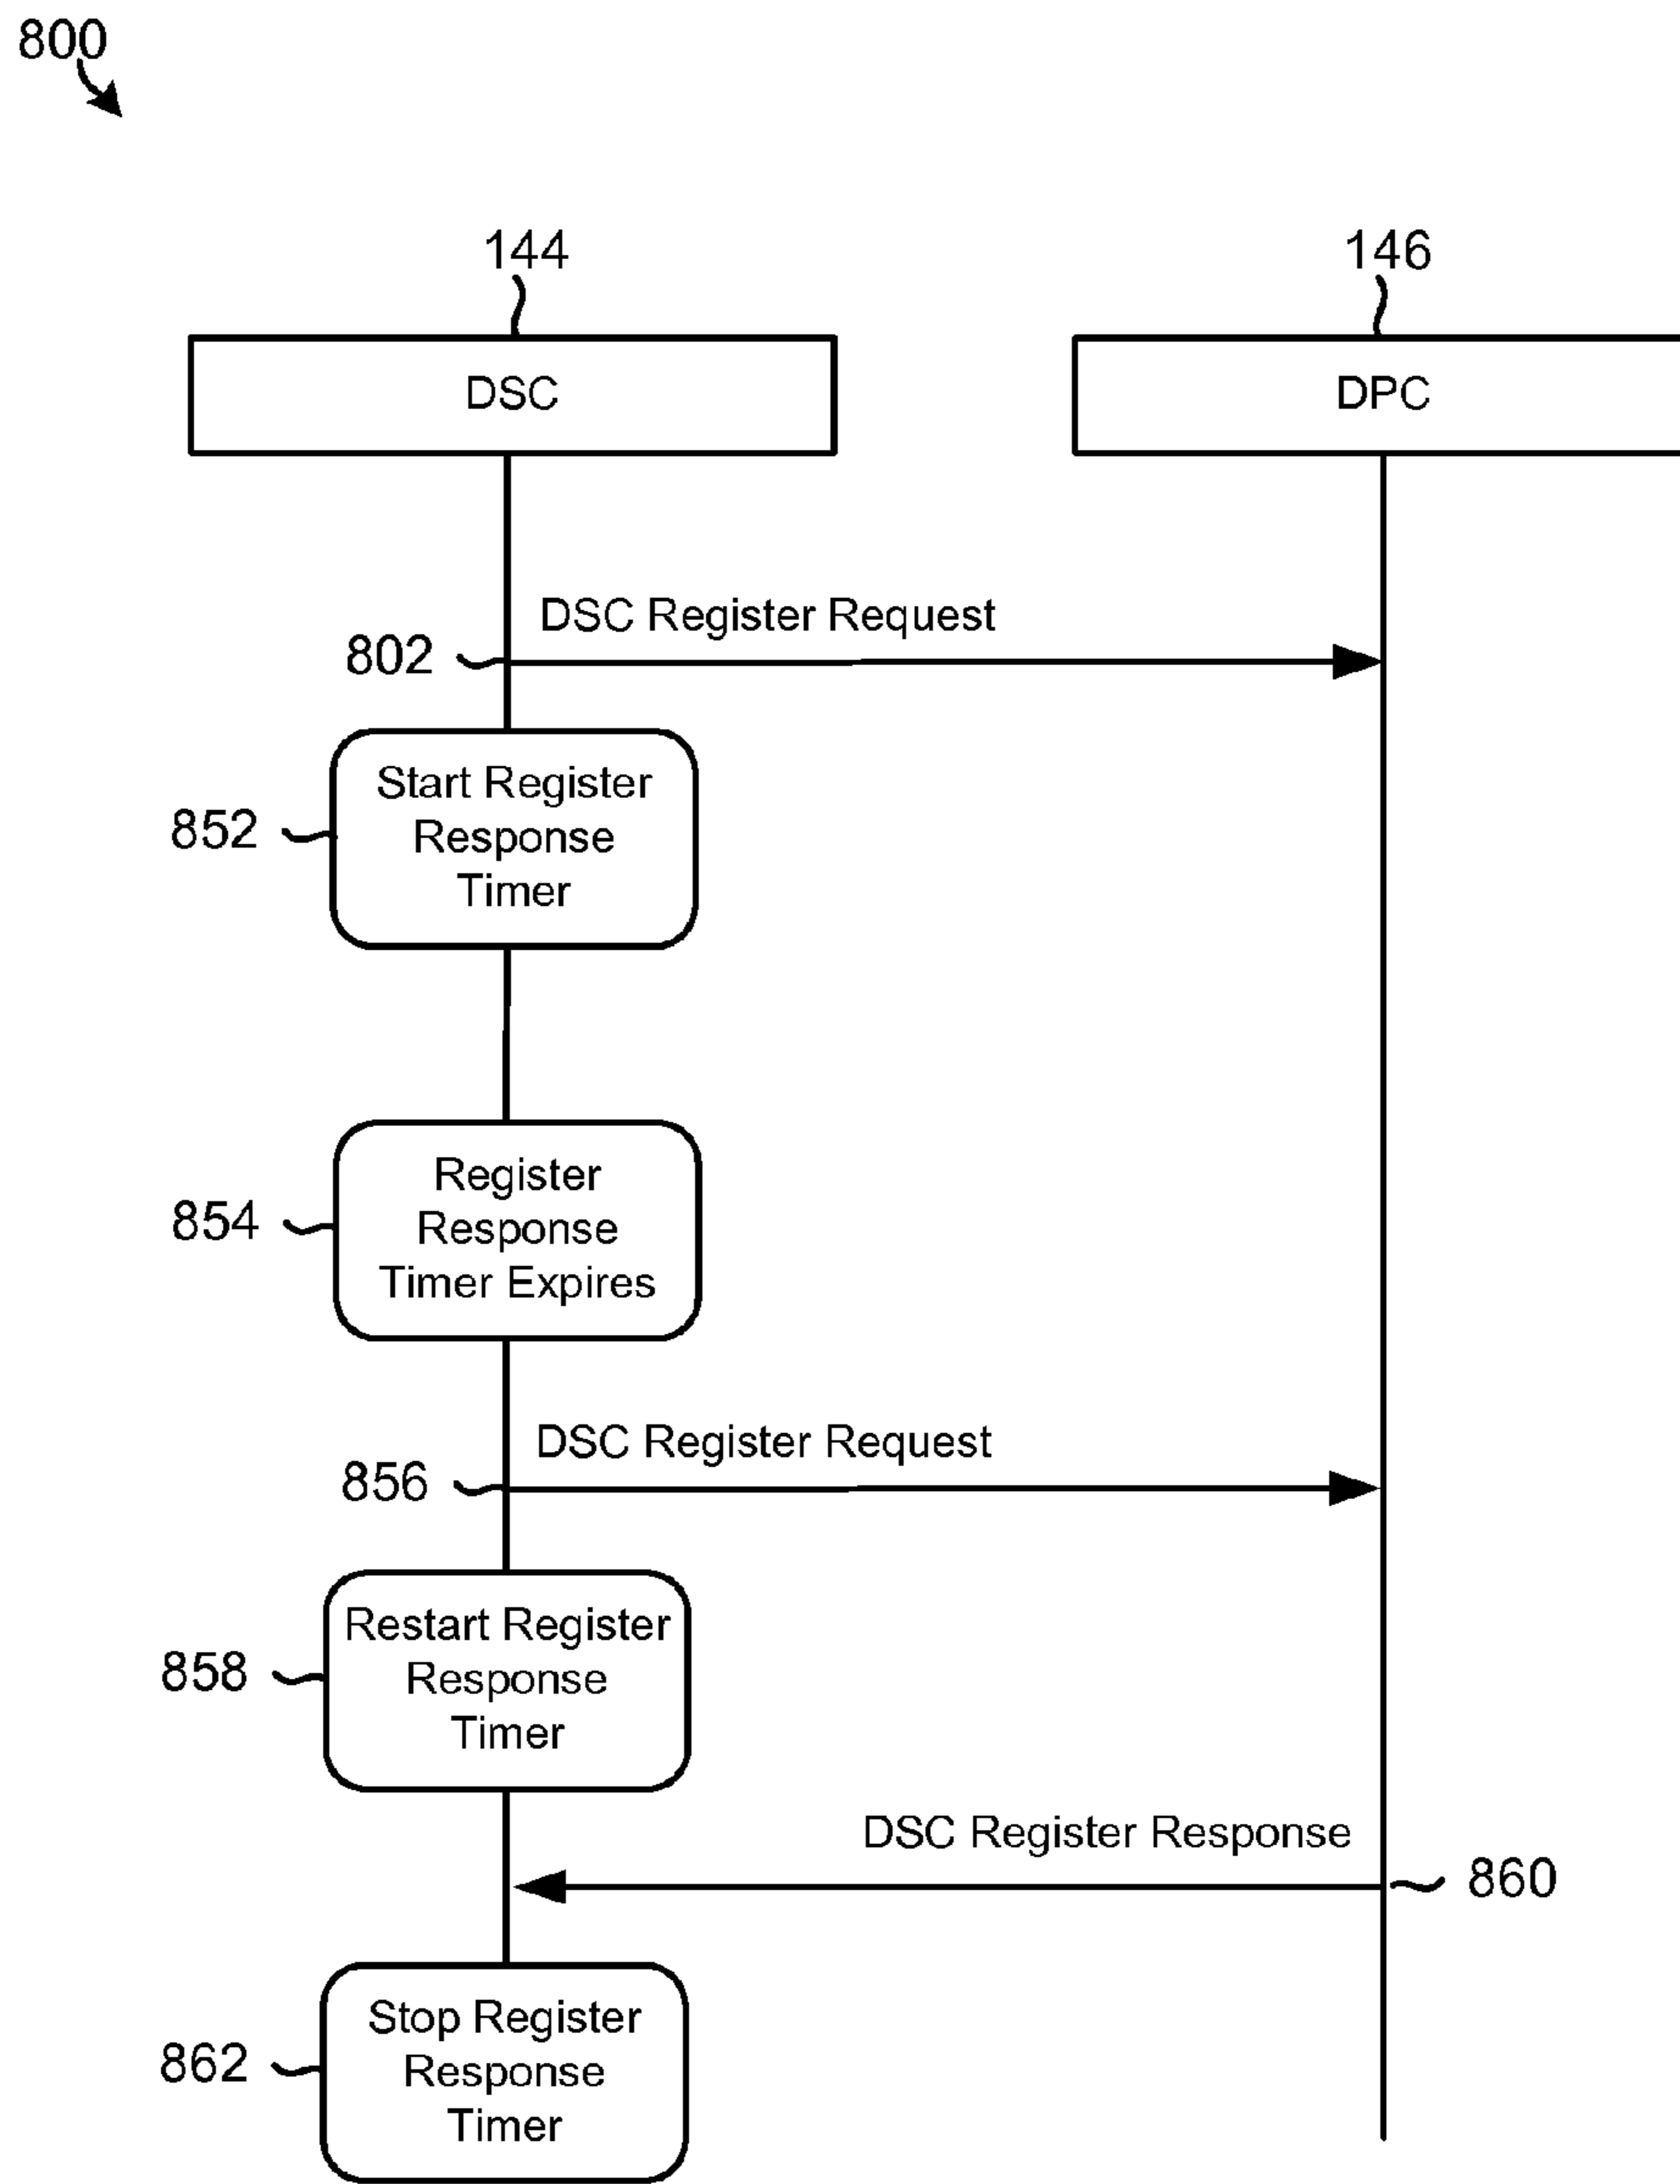 800
144
146
DSC
DPC
DSC Register Request
802
Start Register
Response
Timer
852
Register
Response
Timer Expires
854
DSC Register Request
856
Restart Register
Response
Timer
858
DSC Register Response
860
Stop Register
Response
Timer
862